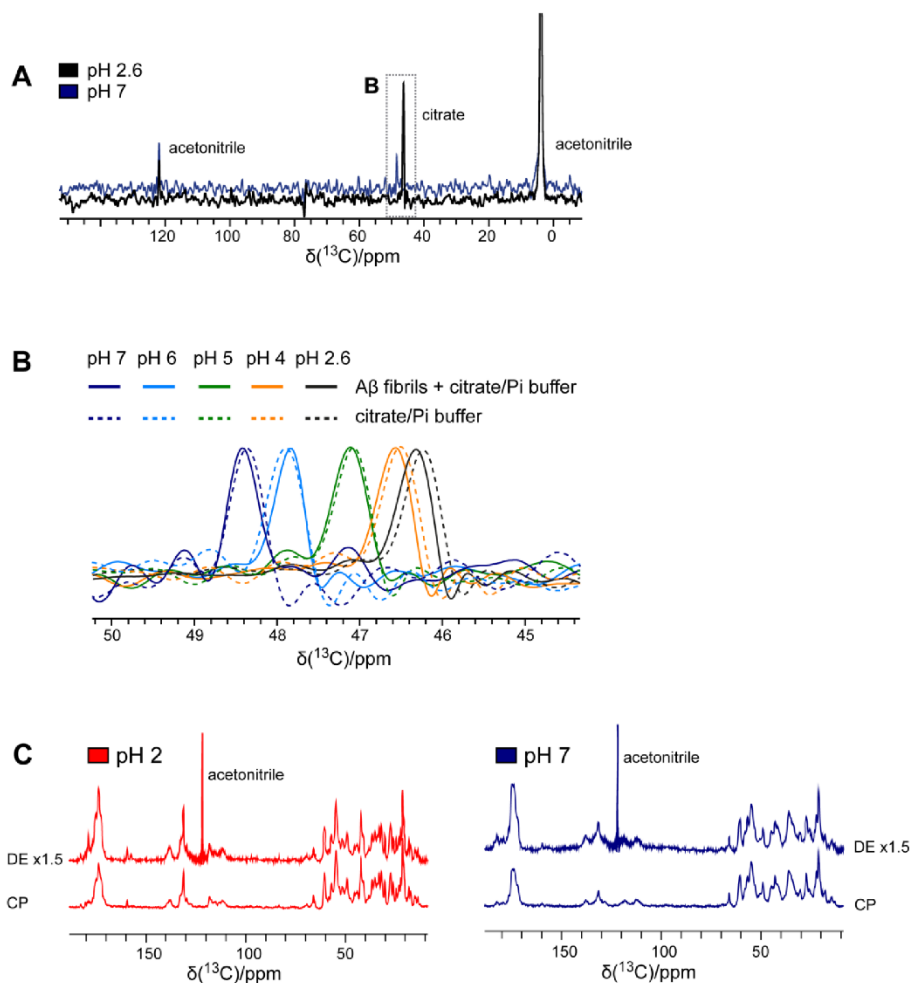 A
pH 2.6
pH 7
B
citrate
acetonitrile
acetonitrile
120 100 80 60 40 20 0
δ(¹³C)/ppm
B
pH 7 pH 6 pH 5 pH 4 pH 2.6
Aβ fibrils + citrate/Pi buffer
citrate/Pi buffer
50 49 48 47 46 45
δ(¹³C)/ppm
C
pH 2
acetonitrile
DE x1.5
CP
150 100 50
δ(¹³C)/ppm
pH 7
acetonitrile
DE x1.5
CP
150 100 50
δ(¹³C)/ppm